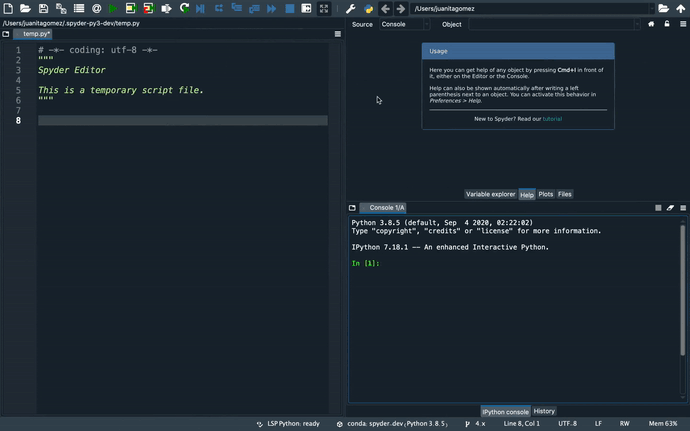 /Users/juanitagomez
/Users/juanitagomez/.spyder-py3-dev/temp.py
temp.py*
1 # -*- coding: utf-8 -*-
2 """
3 Spyder Editor
4
5 This is a temporary script file.
6 """
7
8
Source Console Object
Usage
Here you can get help of any object by pressing Cmd+I in front of
it, either on the Editor or the Console.
Help can also be shown automatically after writing a left
parenthesis next to an object. You can activate this behavior in
Preferences > Help.
New to Spyder? Read our tutorial
Variable explorer Help Plots Files
Console 1/A
Python 3.8.5 (default, Sep  4 2020, 02:22:02)
Type "copyright", "credits" or "license" for more information.
IPython 7.18.1 -- An enhanced Interactive Python.
In [1]:
IPython console History
LSP Python: ready conda: spyder-dev (Python 3.8.5) 4.x Line 8, Col 1 UTF-8 LF RW Mem 63%